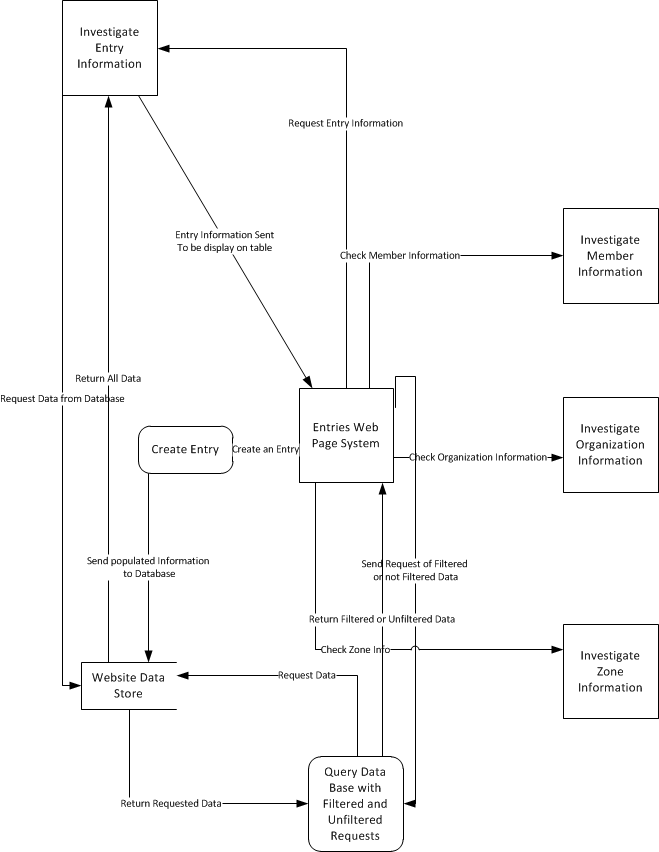 Investigate
Entry
Information
Request Entry Information
Entry Information Sent
To be display on table
Check Member Information
Investigate
Member
Information
Return All Data
Request Data from Database
Entries Web
Page System
Create Entry
Create an Entry
Check Organization Information
Investigate
Organization
Information
Send populated Information
to Database
Send Request of Filtered
or not Filtered Data
Return Filtered or Unfiltered Data
Check Zone Info
Investigate
Zone
Information
Website Data
Store
Request Data
Return Requested Data
Query Data
Base with
Filtered and
Unfiltered
Requests